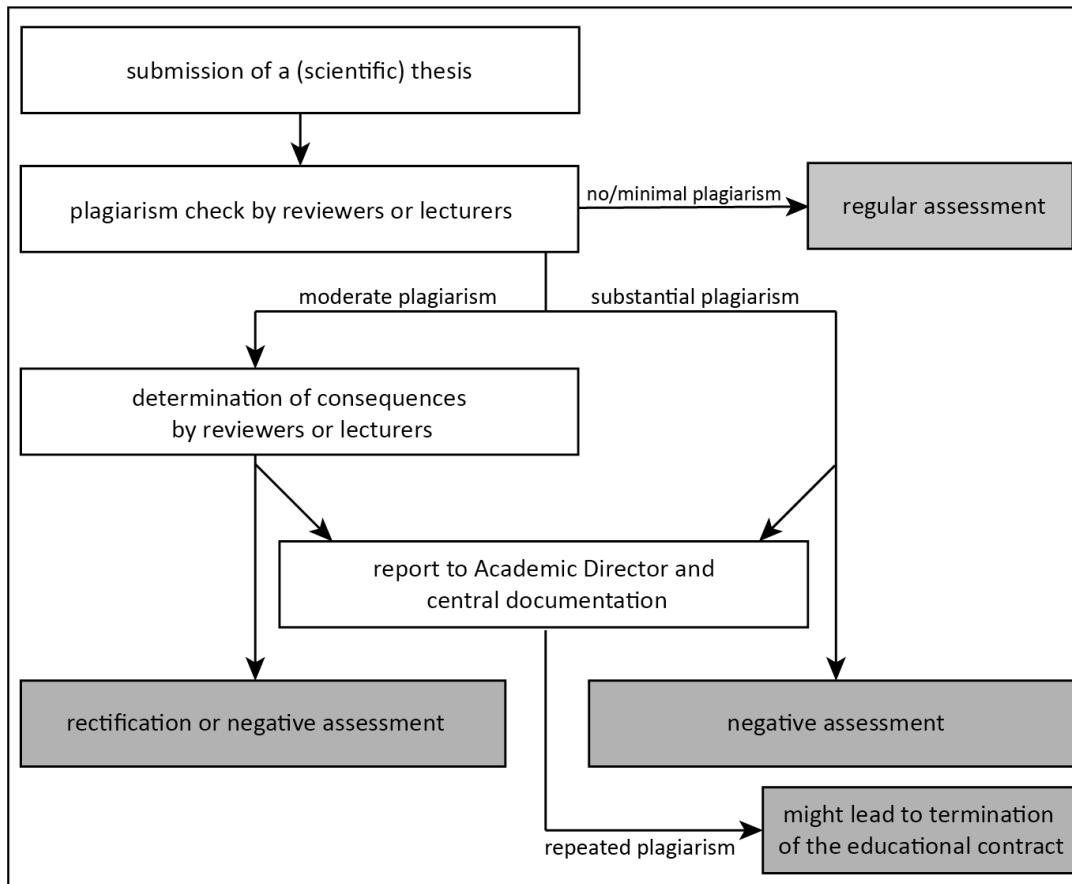 submission of a (scientific) thesis
plagiarism check by reviewers or lecturers
no/minimal plagiarism
regular assessment
moderate plagiarism
substantial plagiarism
determination of consequences
by reviewers or lecturers
report to Academic Director and
central documentation
rectification or negative assessment
negative assessment
repeated plagiarism
might lead to termination
of the educational contract